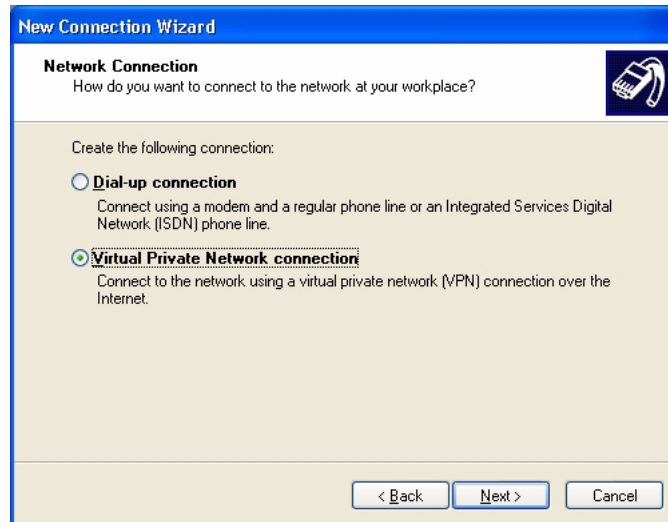 New Connection Wizard
Network Connection
How do you want to connect to the network at your workplace?
Create the following connection:
Dial-up connection
Connect using a modem and a regular phone line or an Integrated Services Digital
Network (ISDN) phone line.
Virtual Private Network connection
Connect to the network using a virtual private network (VPN) connection over the
Internet.
< Back
Next >
Cancel